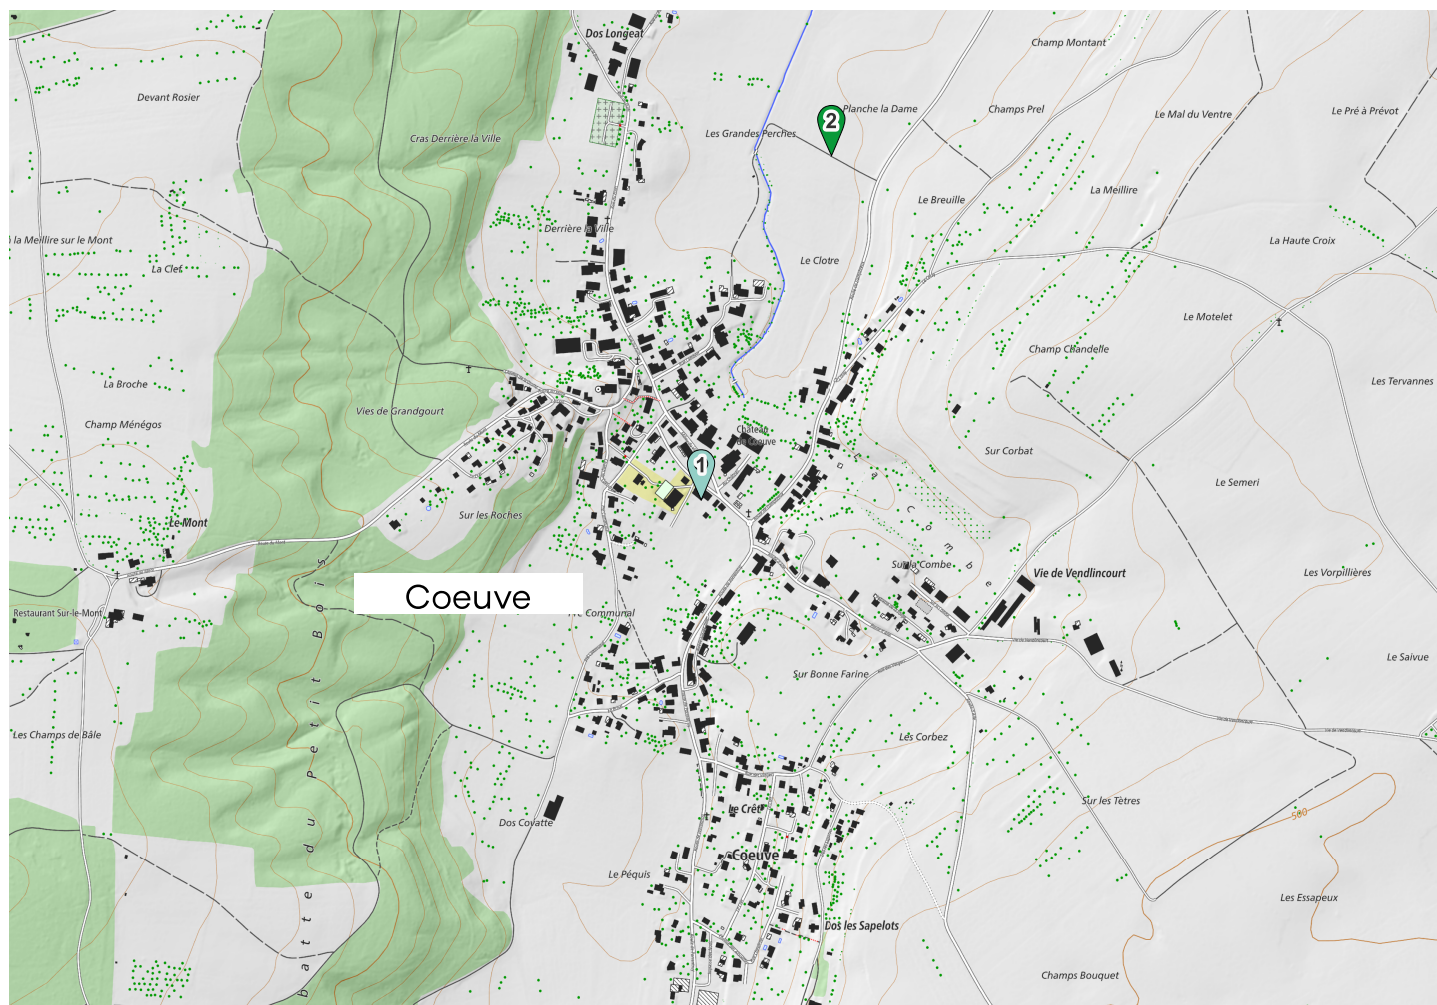 Dos Longeat
Champ Montant
Devant Rosier
Planche la Dame
Champs Prel
Le Mal du Ventre
Le Pré à Prévot
2
Les Grandes Perches
Cras Derrière la Ville
La Meillire
Le Breuille
Derrière la Ville
à la Meillire sur le Mont
La Haute Croix
La Clef
Le Clotre
Le Motelet
Champ Chandelle
La Broche
Les Tervannes
Vies de Grandgourt
Champ Ménégos
Château
de Coeuve
Sur Corbat
1
La Combe
Le Semeri
Sur les Roches
Le Mont
Sur la Combe
Vie de Vendlincourt
Les Vorpillières
Coeuve
Restaurant Sur-le-Mont
Communal
Sur Bonne Farine
Le Saivue
Les Champs de Bâle
Les Corbez
Sur les Tètres
500
Dos Covatte
Le Crêt
Coeuve
Le Péquis
Les Essapeux
Dos les Sapelots
Champs Bouquet
batte du Petit Bois